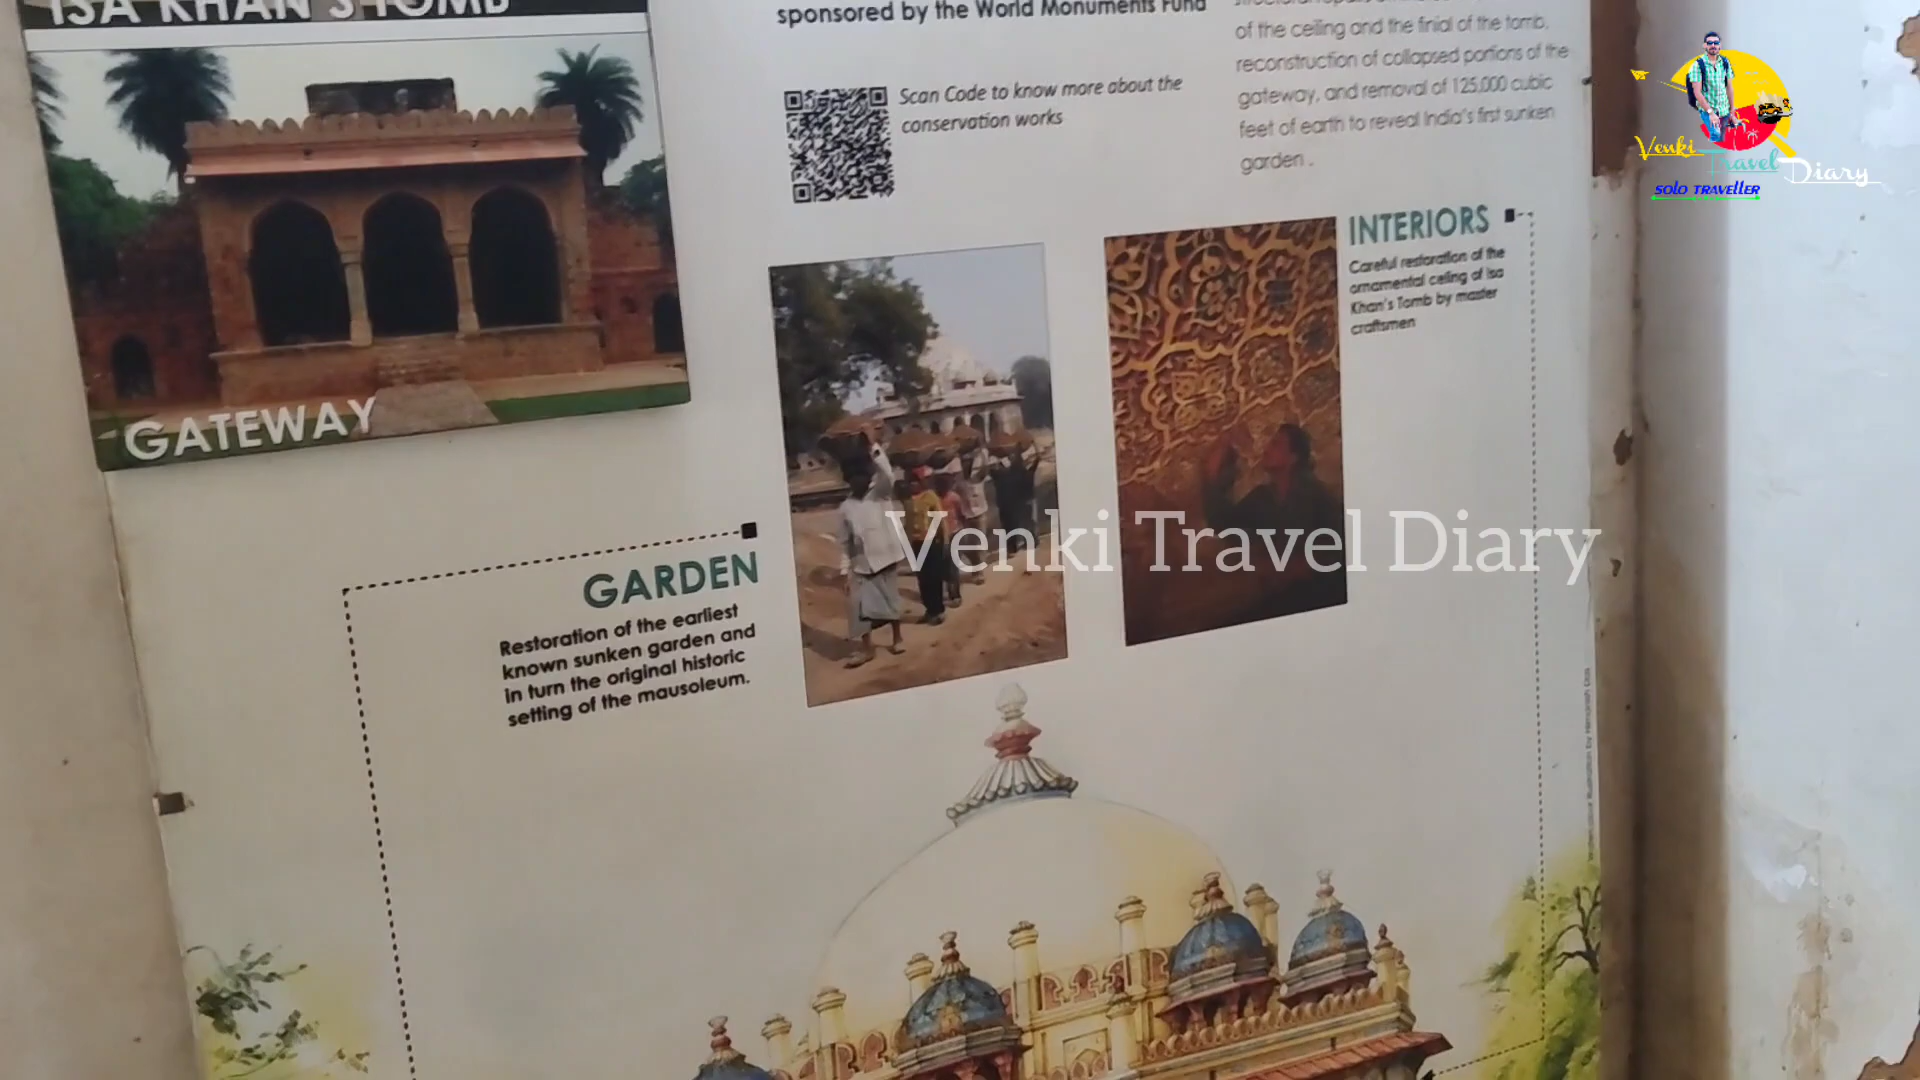 ISA KHAN'S TOMB
GATEWAY
sponsored by the World Monuments Fund
Scan Code to know more about the
conservation works
of the ceiling and the finial of the tomb,
reconstruction of collapsed portions of the
gateway, and removal of 125,000 cubic
feet of earth to reveal India's first sunken
garden .
INTERIORS
Careful restoration of the
ornamental ceiling of Isa
Khan's Tomb by master
craftsmen
GARDEN
Restoration of the earliest
known sunken garden and
in turn the original historic
setting of the mausoleum.
Venki Travel Diary
SOLO TRAVELLER
Venki Travel Diary